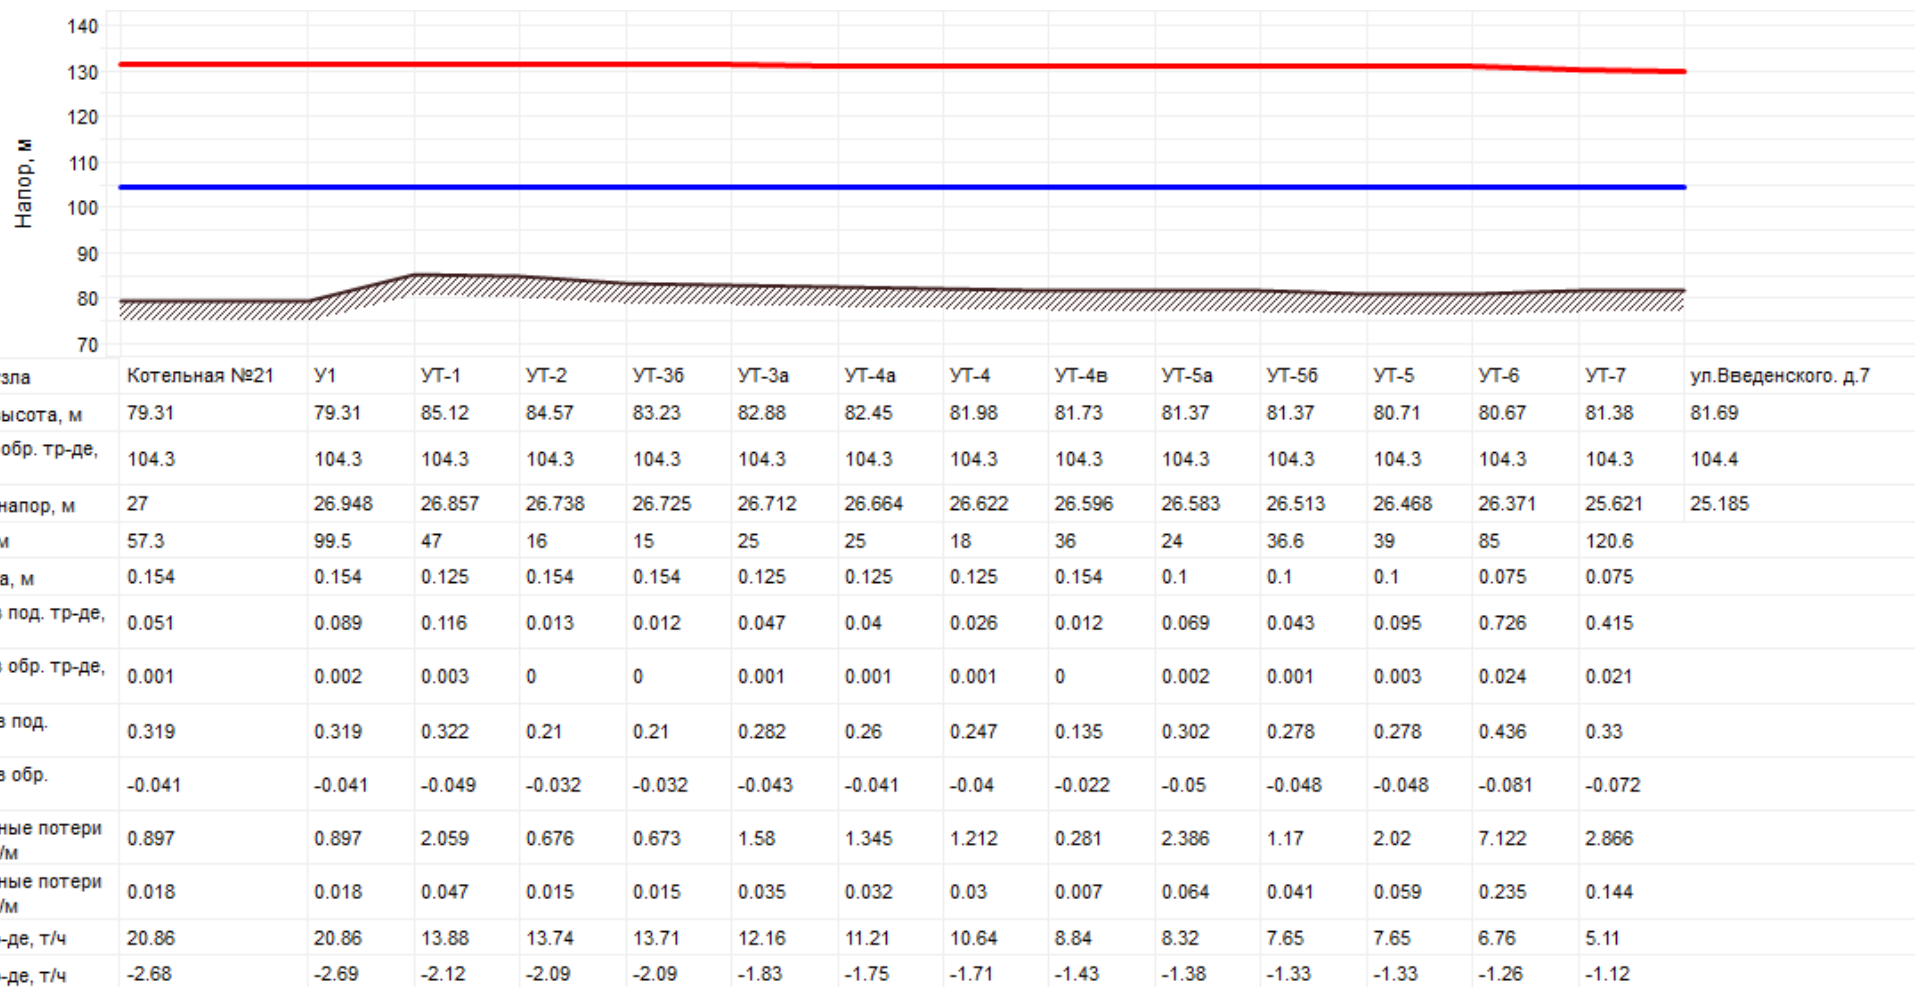 140
130
120
110
100
90
80
70
Напор, м
зла Котельная №21 У1 УТ-1 УТ-2 УТ-3б УТ-3а УТ-4а УТ-4 УТ-4в УТ-5а УТ-5б УТ-5 УТ-6 УТ-7 ул.Введенского. д.7
ысота, м 79.31 79.31 85.12 84.57 83.23 82.88 82.45 81.98 81.73 81.37 81.37 80.71 80.67 81.38 81.69
обр. тр-де, 104.3 104.3 104.3 104.3 104.3 104.3 104.3 104.3 104.3 104.3 104.3 104.3 104.3 104.3 104.4
напор, м 27 26.948 26.857 26.738 26.725 26.712 26.664 26.622 26.596 26.583 26.513 26.468 26.371 25.621 25.185
м 57.3 99.5 47 16 15 25 25 18 36 24 36.6 39 85 120.6
а, м 0.154 0.154 0.125 0.154 0.154 0.125 0.125 0.125 0.154 0.1 0.1 0.1 0.075 0.075
в под. тр-де, 0.051 0.089 0.116 0.013 0.012 0.047 0.04 0.026 0.012 0.069 0.043 0.095 0.726 0.415
в обр. тр-де, 0.001 0.002 0.003 0 0 0.001 0.001 0.001 0 0.002 0.001 0.003 0.024 0.021
в под. 0.319 0.319 0.322 0.21 0.21 0.282 0.26 0.247 0.135 0.302 0.278 0.278 0.436 0.33
в обр. -0.041 -0.041 -0.049 -0.032 -0.032 -0.043 -0.041 -0.04 -0.022 -0.05 -0.048 -0.048 -0.081 -0.072
ные потери
/м 0.897 0.897 2.059 0.676 0.673 1.58 1.345 1.212 0.281 2.386 1.17 2.02 7.122 2.866
ные потери
/м 0.018 0.018 0.047 0.015 0.015 0.035 0.032 0.03 0.007 0.064 0.041 0.059 0.235 0.144
-де, т/ч 20.86 20.86 13.88 13.74 13.71 12.16 11.21 10.64 8.84 8.32 7.65 7.65 6.76 5.11
-де, т/ч -2.68 -2.69 -2.12 -2.09 -2.09 -1.83 -1.75 -1.71 -1.43 -1.38 -1.33 -1.33 -1.26 -1.12